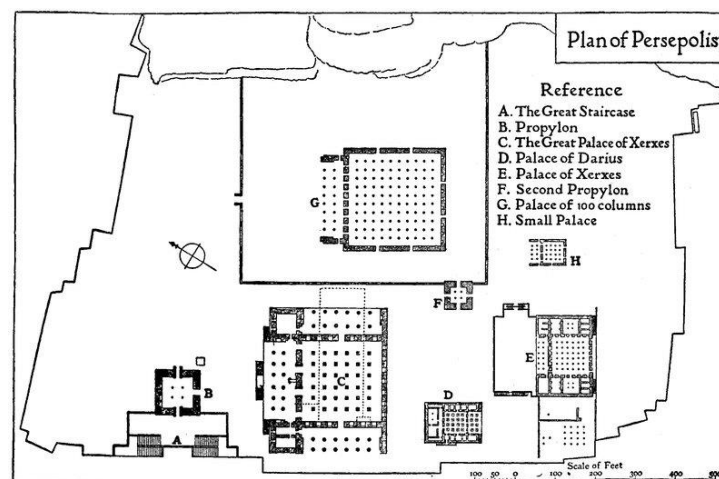 Plan of Persepolis
Reference
A. The Great Staircase
B. Propylon
C. The Great Palace of Xerxes
D. Palace of Darius
E. Palace of Xerxes
F. Second Propylon
G. Palace of 100 columns
H. Small Palace
G
H
F
E
C
B
D
A
Scale of Feet
100 50 0 100 200 300 400